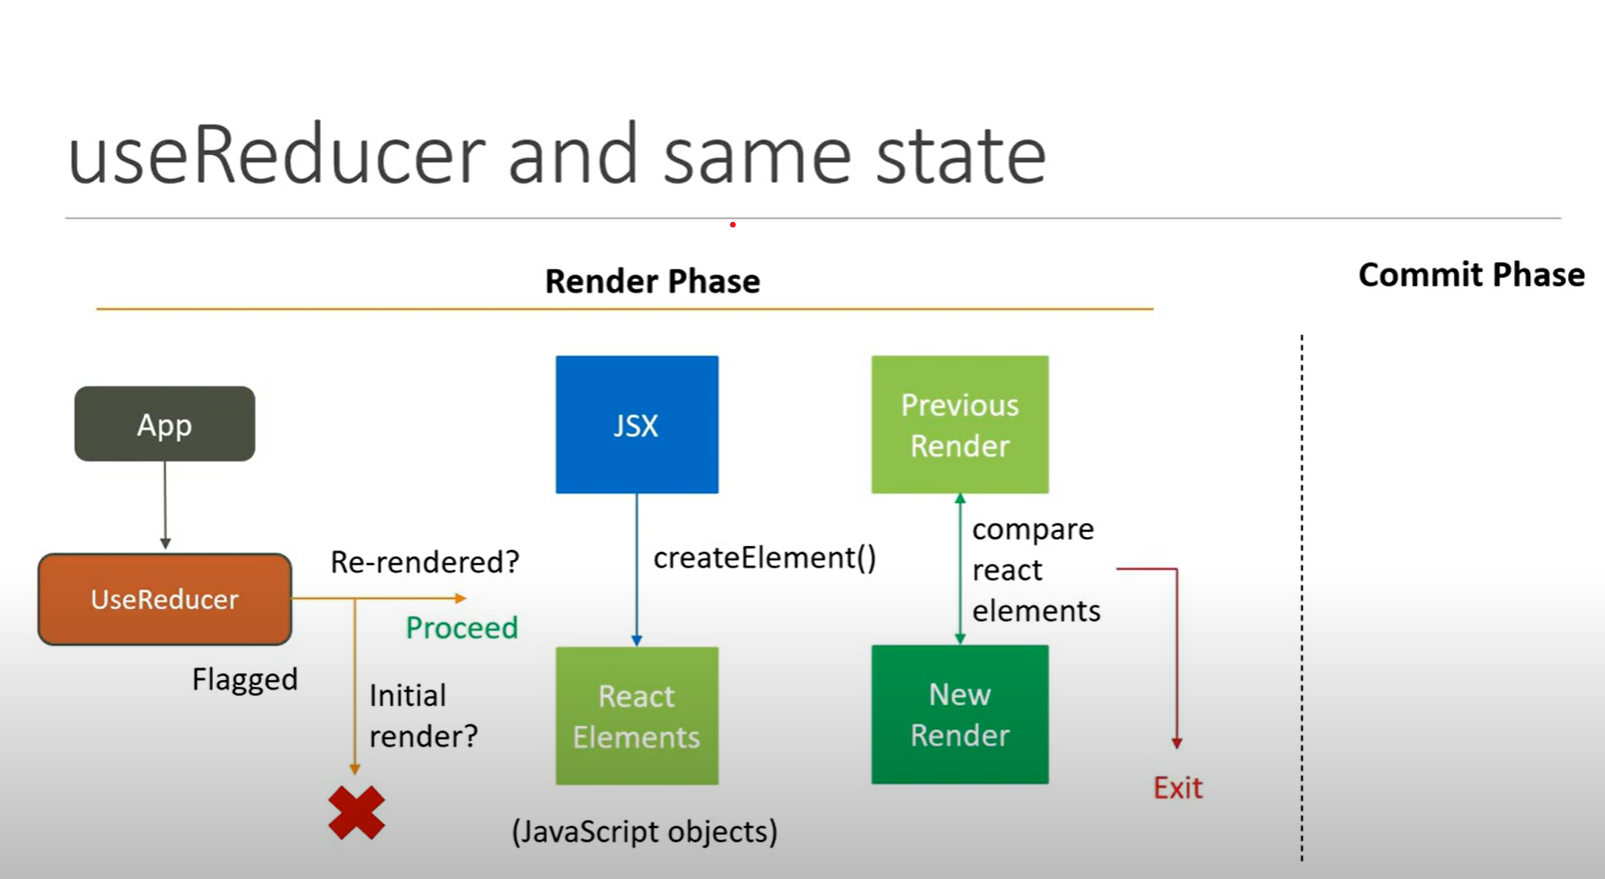 useReducer and same state
Render Phase
Commit Phase
App
UseReducer
Flagged
Re-rendered?
Proceed
Initial
render?
JSX
createElement()
React
Elements
(JavaScript objects)
Previous
Render
compare
react
elements
New
Render
Exit